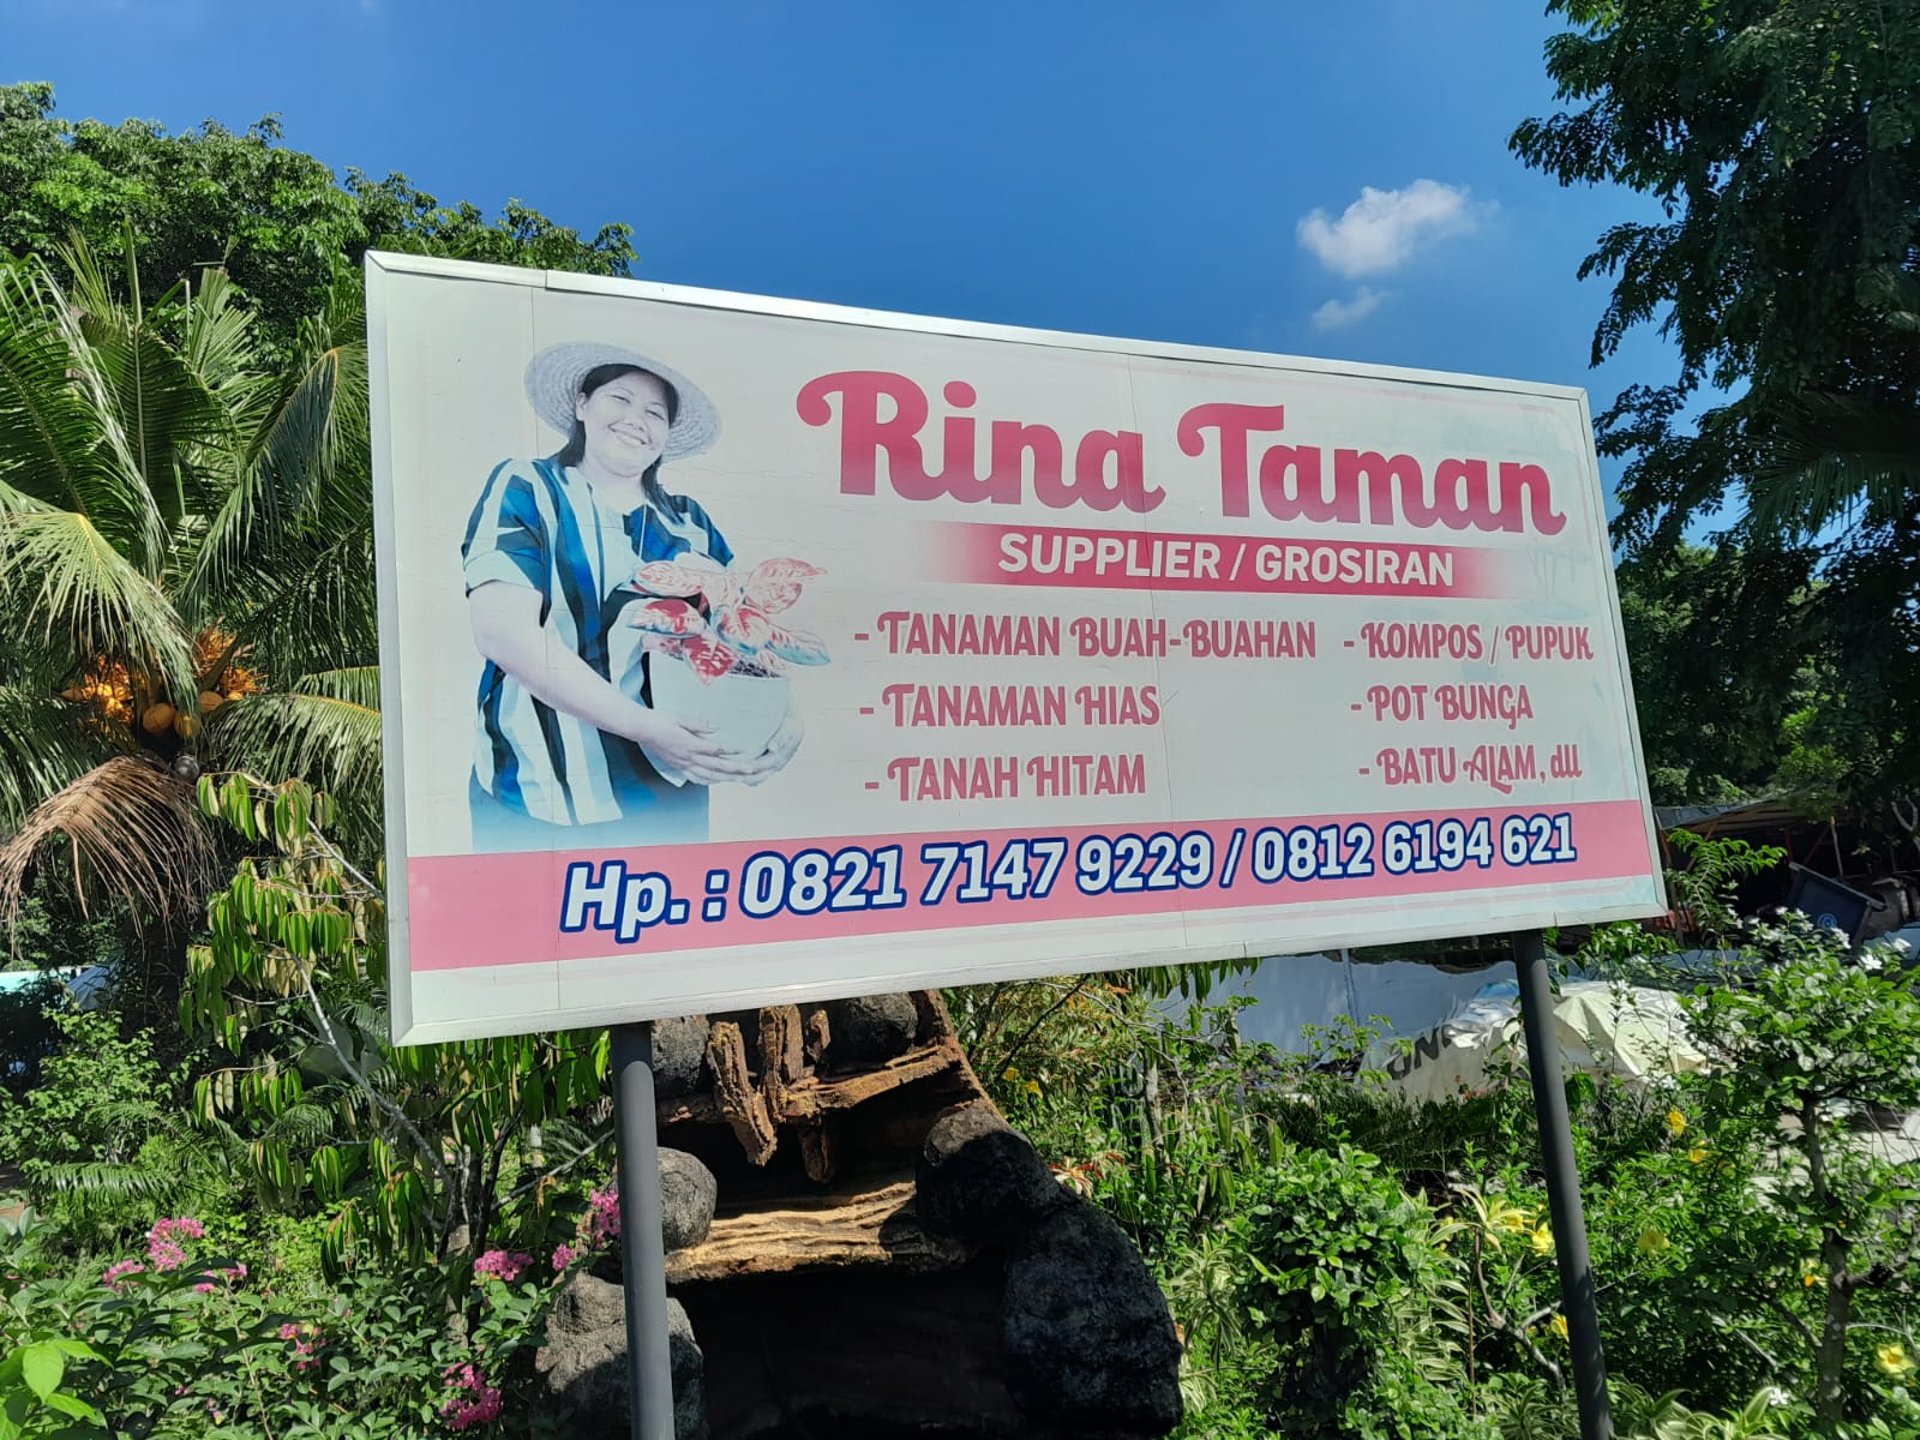 Rina Taman
SUPPLIER / GROSIRAN
- TANAMAN BUAH-BUAHAN
- TANAMAN HIAS
- TANAH HITAM
- KOMPOS / PUPUK
- POT BUNGA
- BATU ALAM, dll
Hp. : 0821 7147 9229 / 0812 6194 621